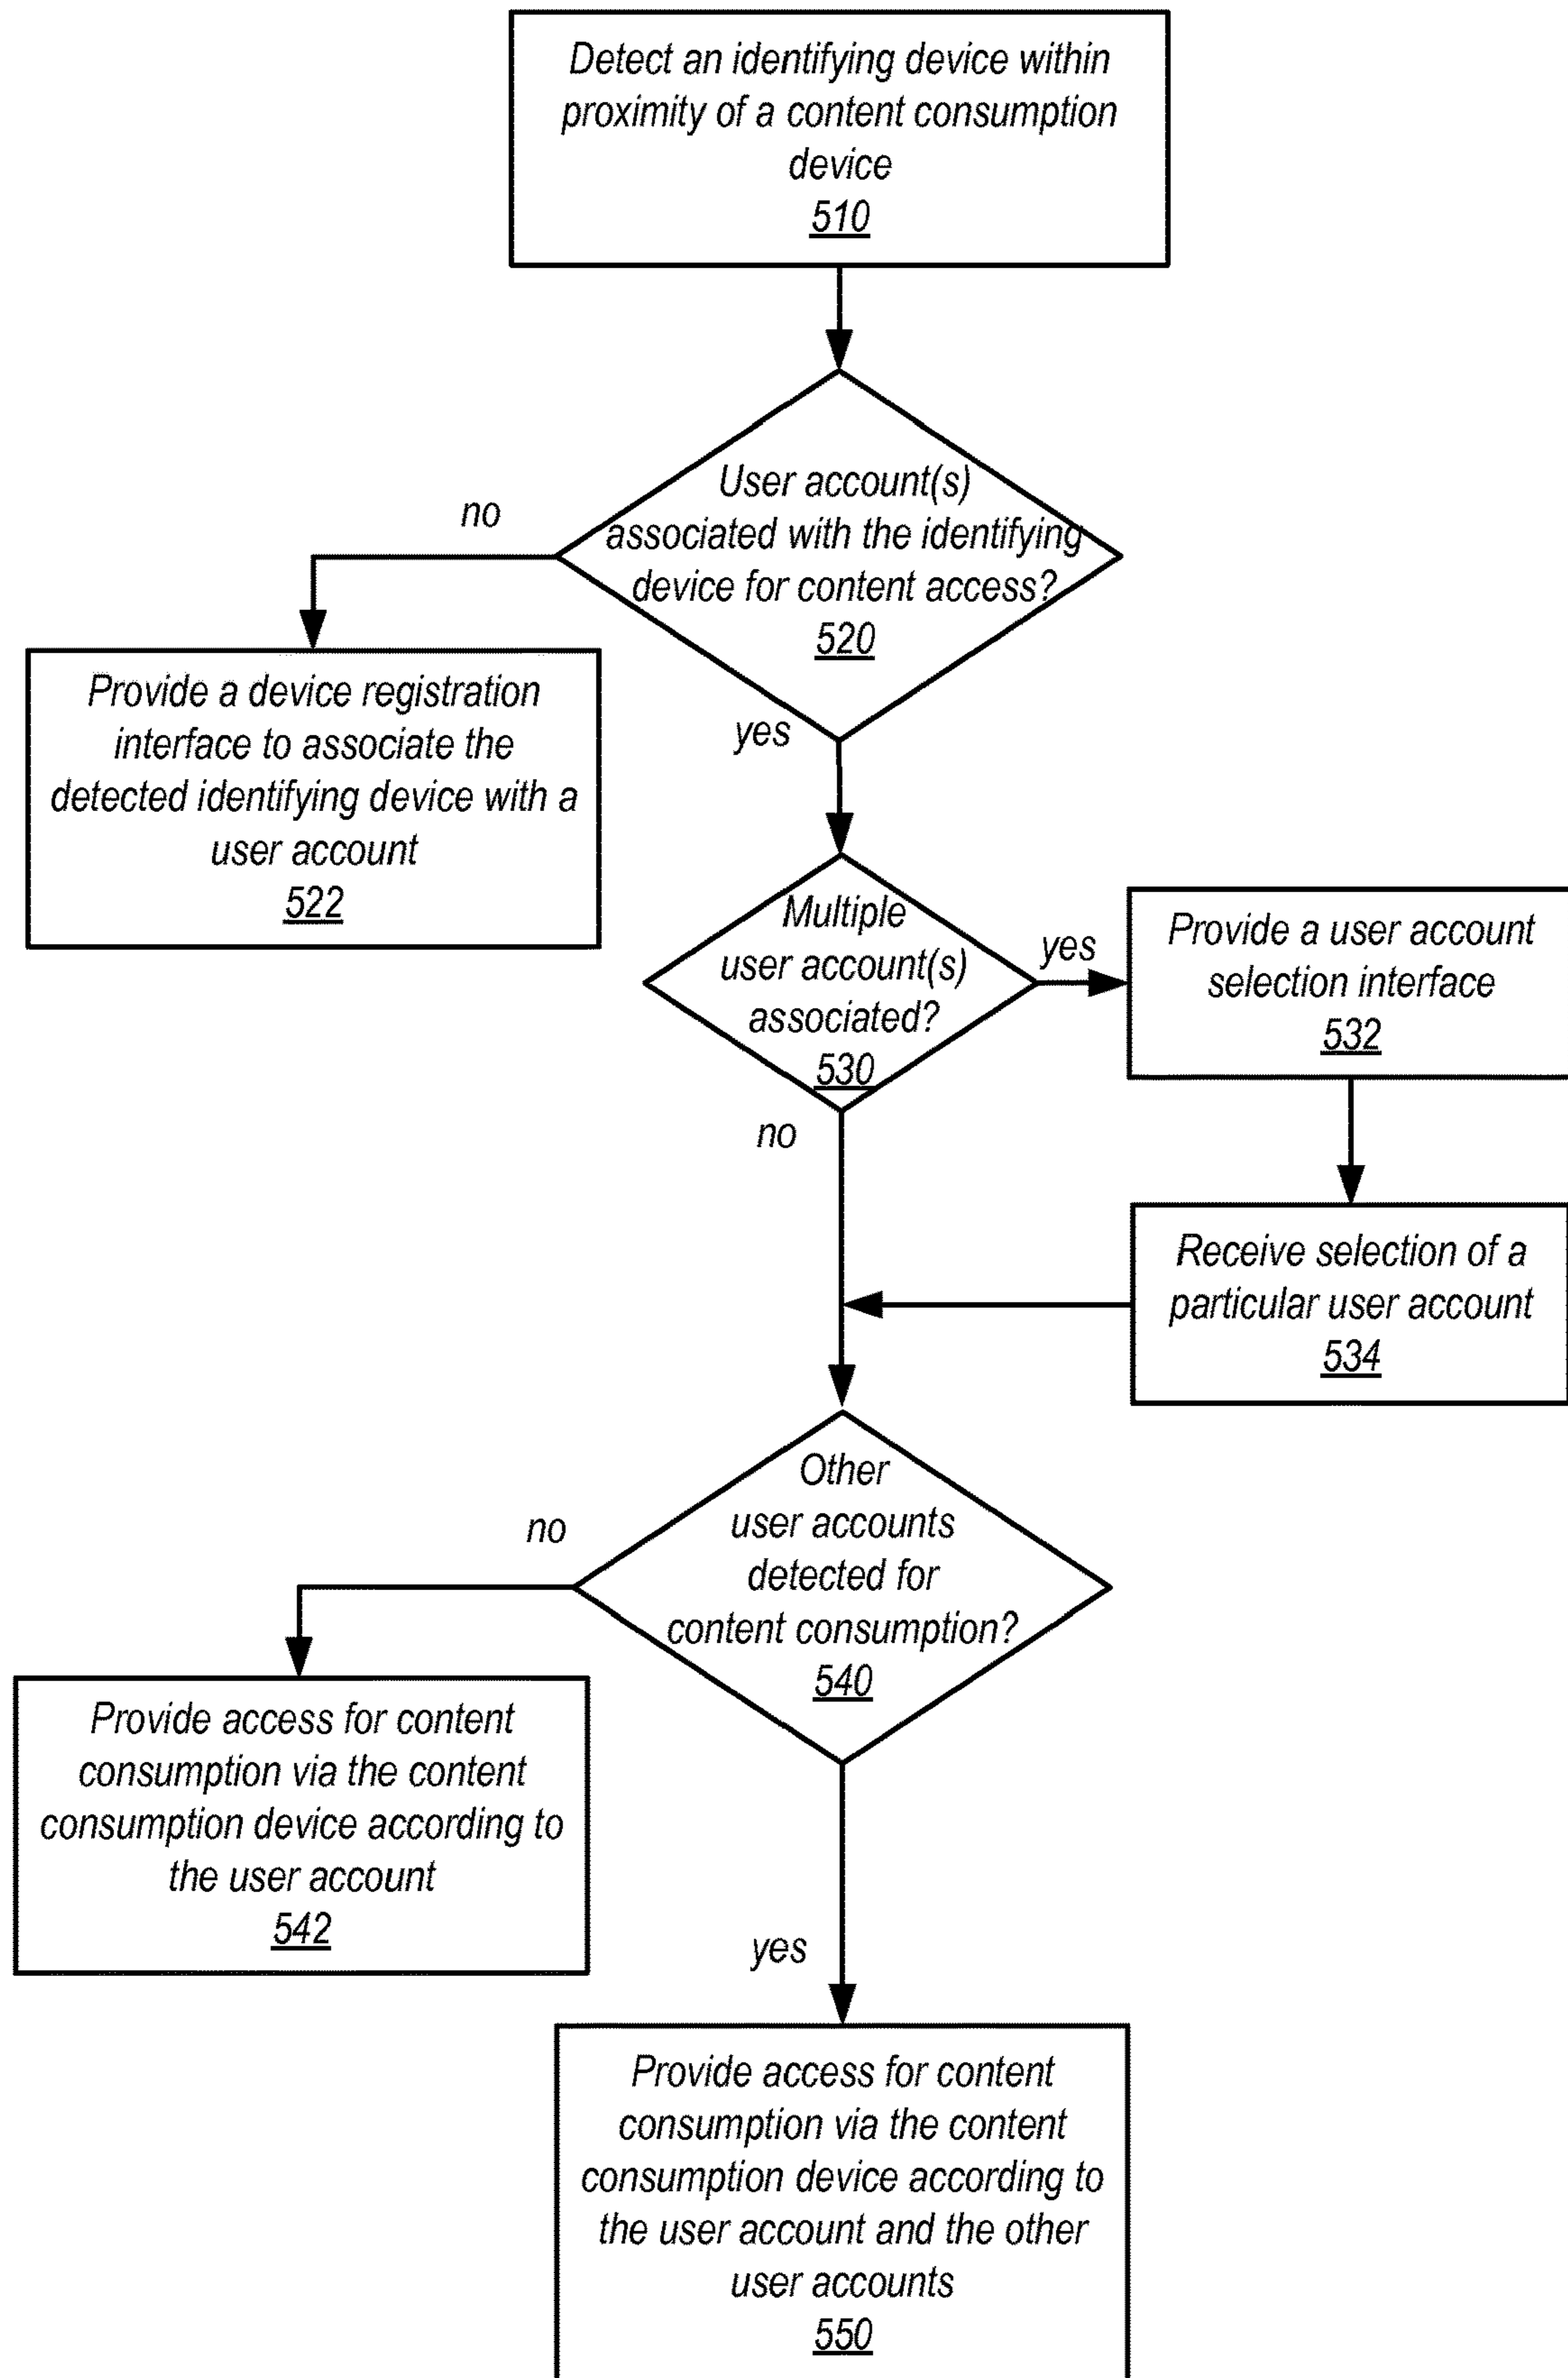 Detect an identifying device within
proximity of a content consumption
device
510
User account(s)
associated with the identifying
device for content access?
520
no
yes
Provide a device registration
interface to associate the
detected identifying device with a
user account
522
Multiple
user account(s)
associated?
530
yes
no
Provide a user account
selection interface
532
Receive selection of a
particular user account
534
Other
user accounts
detected for
content consumption?
540
no
yes
Provide access for content
consumption via the content
consumption device according to
the user account
542
Provide access for content
consumption via the content
consumption device according to
the user account and the other
user accounts
550